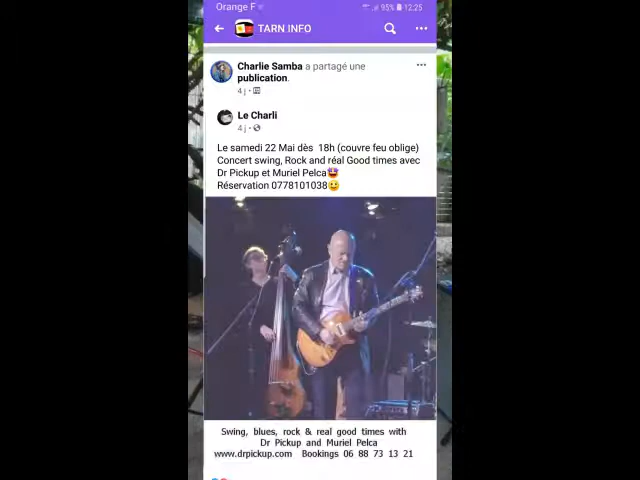 Orange F 95% 12:25
TARN INFO
Charlie Samba a partagé une
publication.
4 j
Le Charli
4 j
Le samedi 22 Mai dès 18h (couvre feu oblige)
Concert swing, Rock and réal Good times avec
Dr Pickup et Muriel Pelca🤩
Réservation 0778101038🙂
Swing, blues, rock & real good times with
Dr Pickup and Muriel Pelca
www.drpickup.com Bookings 06 88 73 13 21